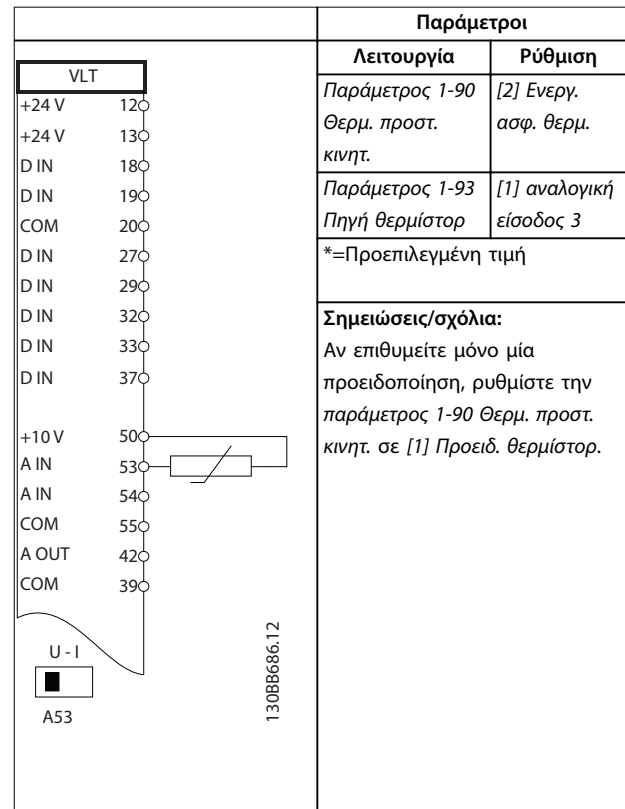 VLT
+24 V 12
+24 V 13
D IN 18
D IN 19
COM 20
D IN 27
D IN 29
D IN 32
D IN 33
D IN 37
+10 V 50
A IN 53
A IN 54
COM 55
A OUT 42
COM 39
U - I
A53
130BB686.12
Παράμετροι
Λειτουργία Ρύθμιση
Παράμετρος 1-90 [2] Ενεργ.
Θερμ. προστ. ασφ. θερμ.
κινητ.
Παράμετρος 1-93 [1] αναλογική
Πηγή θερμίστορ είσοδος 3
*=Προεπιλεγμένη τιμή
Σημειώσεις/σχόλια:
Αν επιθυμείτε μόνο μία
προειδοποίηση, ρυθμίστε την
παράμετρος 1-90 Θερμ. προστ.
κινητ. σε [1] Προειδ. θερμίστορ.